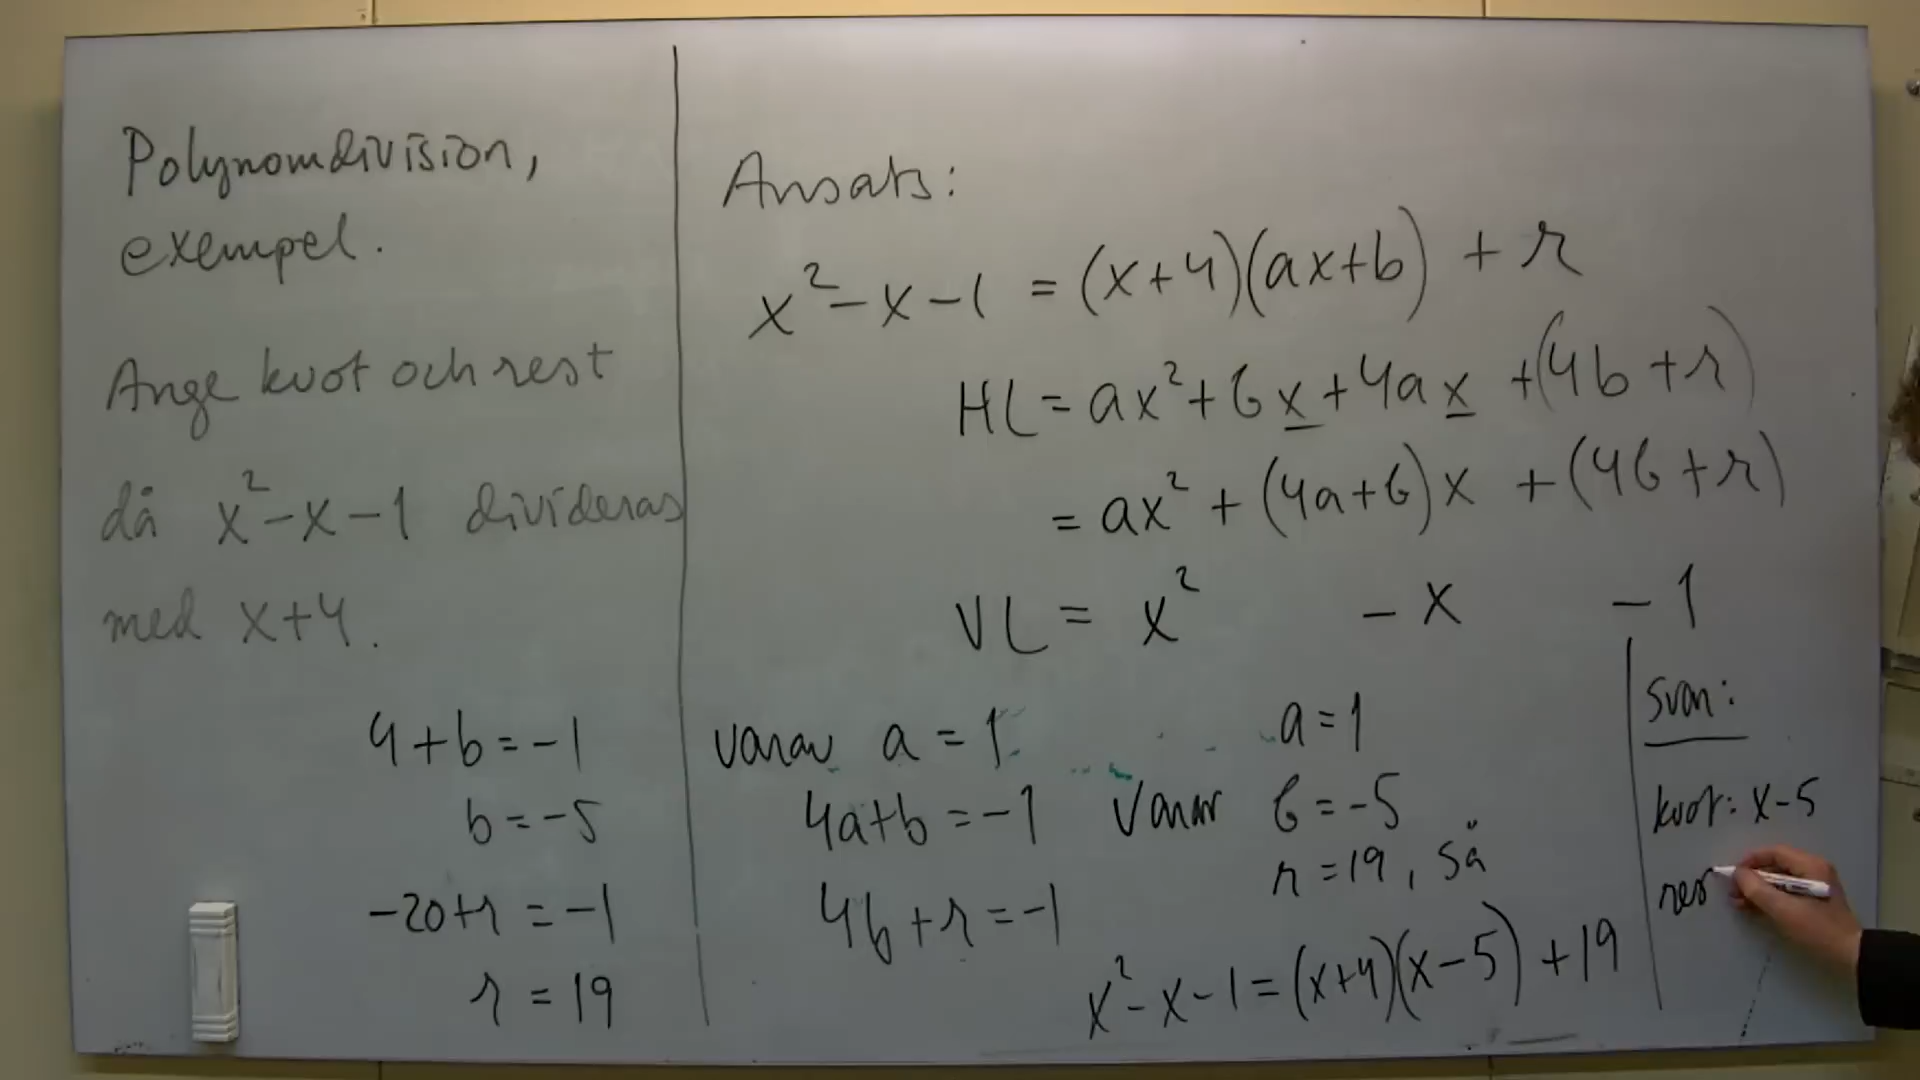 Polynomdivision,
exempel.
Ange kvot och rest
då x²-x-1 divideras
med x+4.
4+b=-1
b=-5
-20+r=-1
r=19
Ansats:
x²-x-1 = (x+4)(ax+b)+r
HL=ax²+bx+4ax+(4b+r)
=ax²+(4a+b)x+(4b+r)
VL= x² -x -1
varav a=1
4a+b=-1
4b+r=-1
varav
a=1
b=-5
r=19, så
x²-x-1=(x+4)(x-5)+19
Svar:
kvot: x-5
res